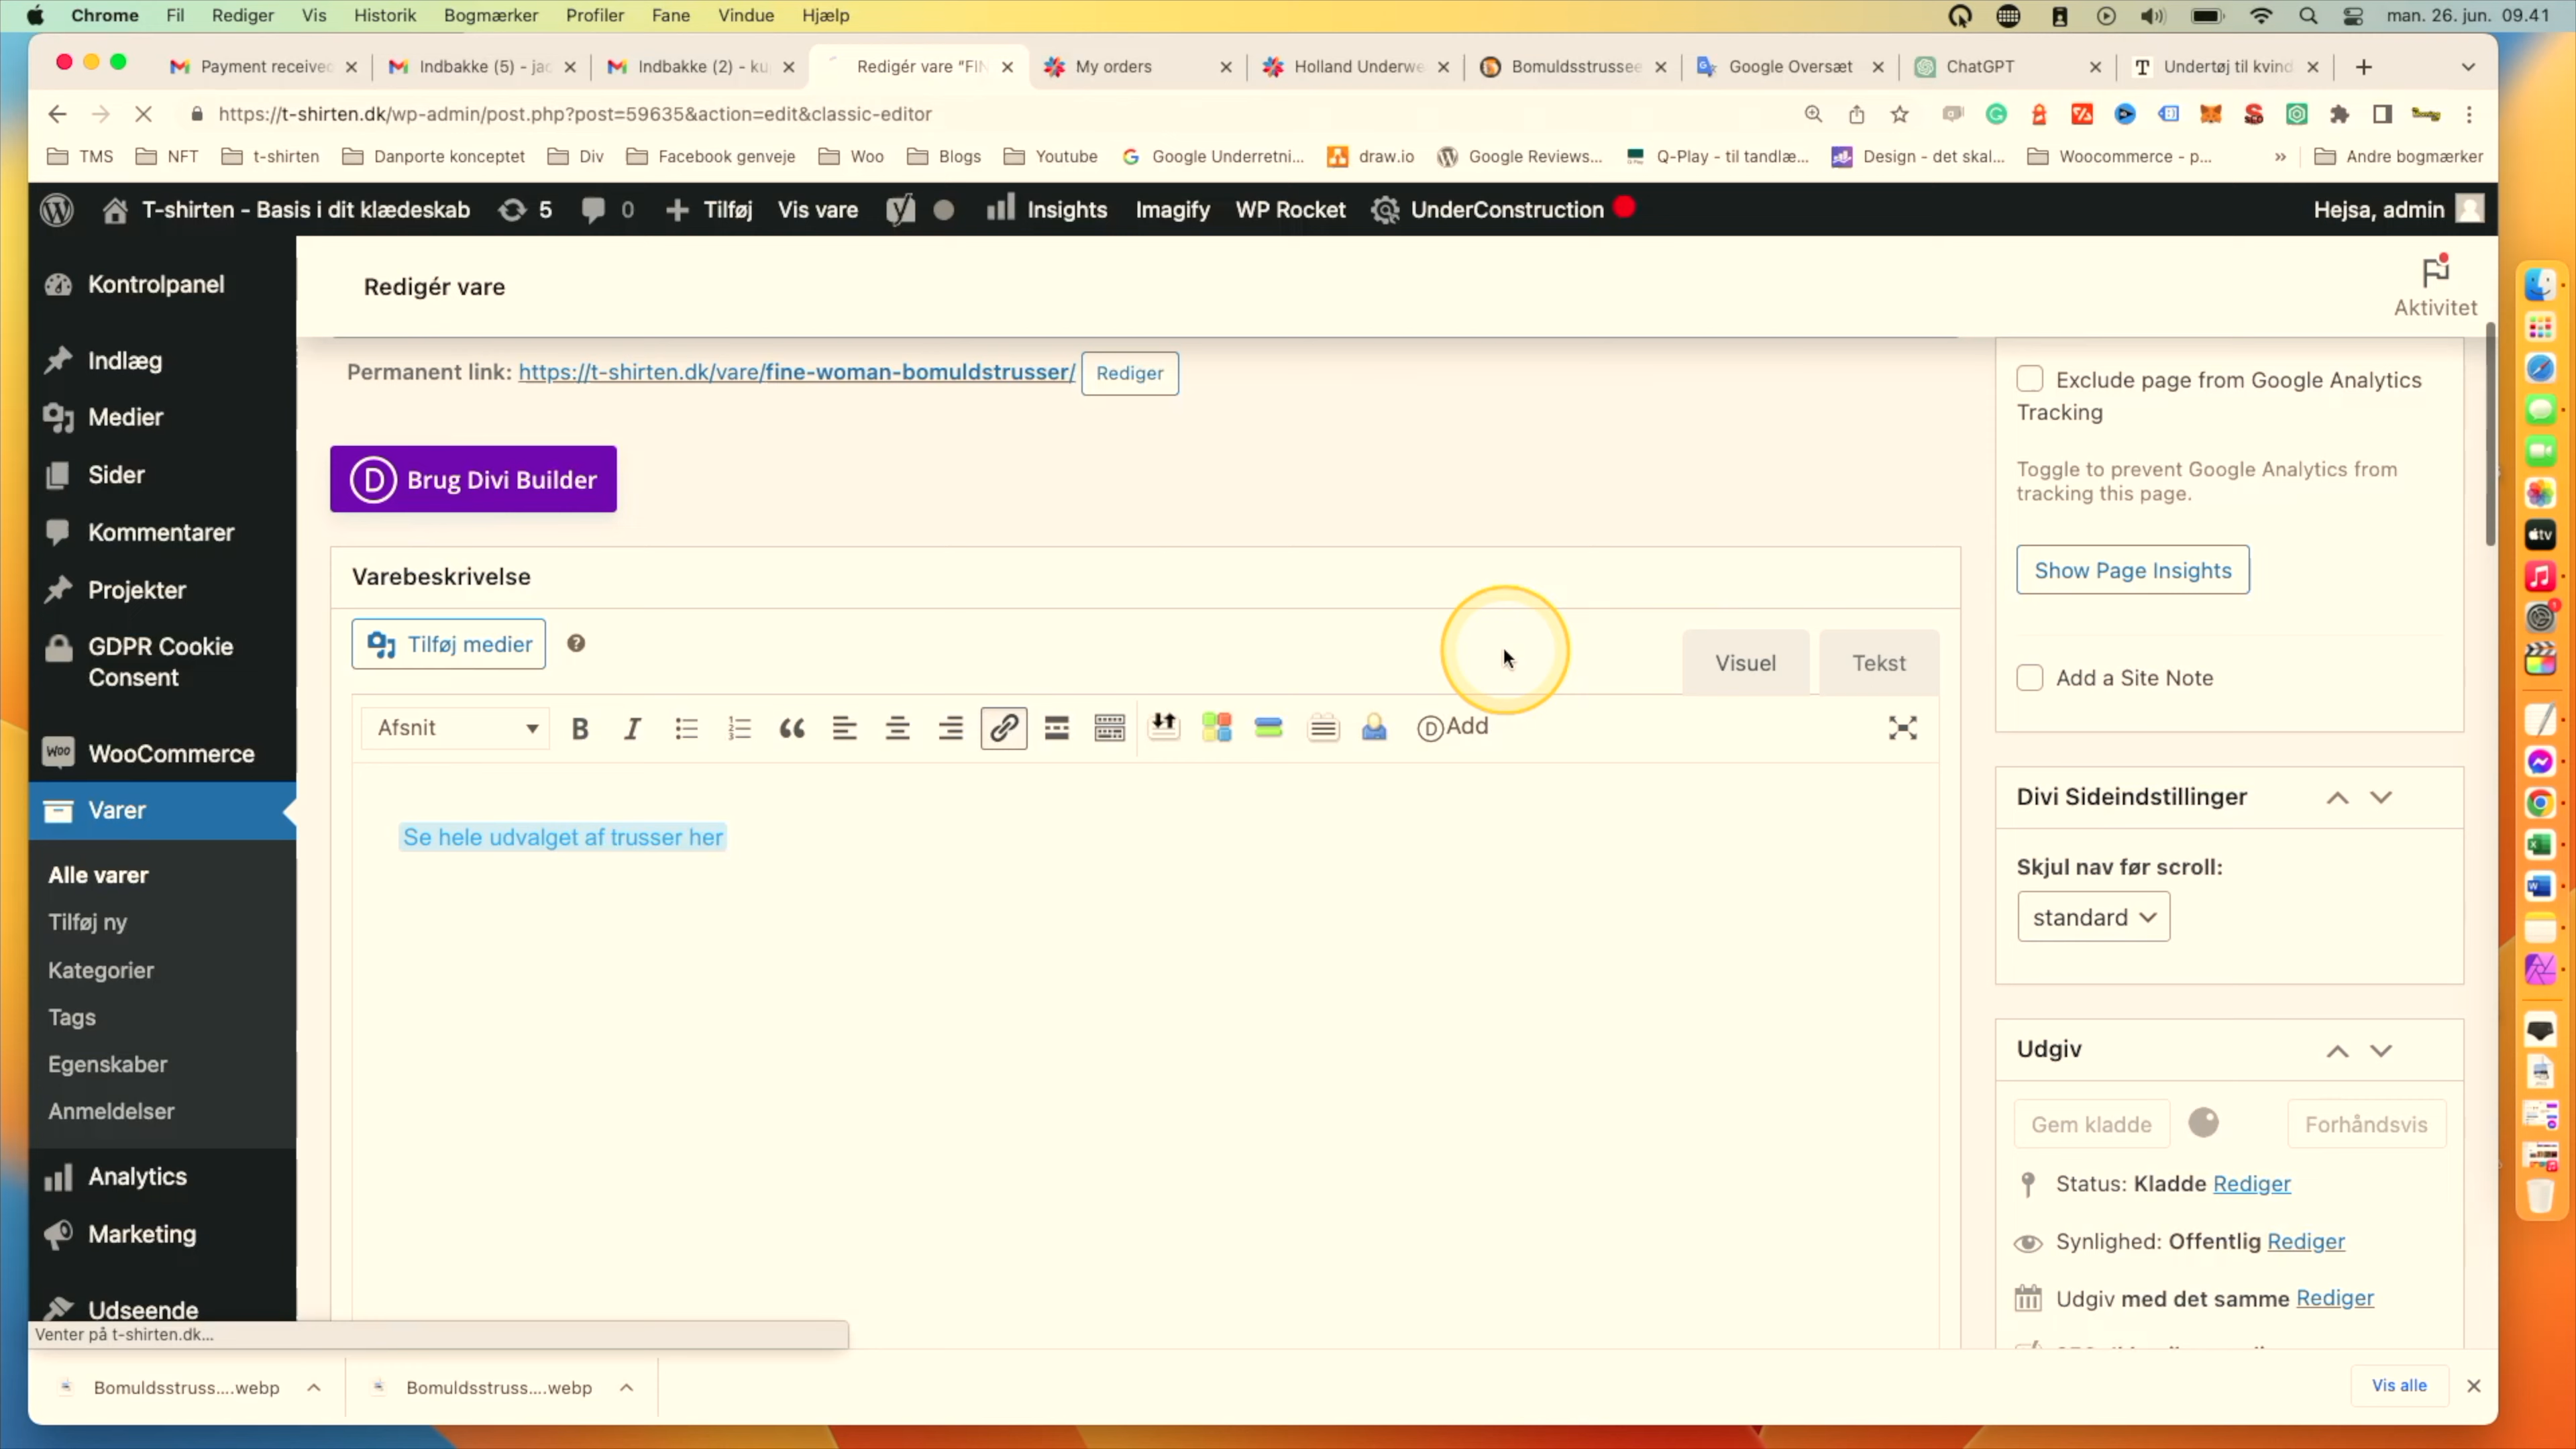 Chrome Fil Rediger Vis Historik Bogmærker Profiler Fane Vindue Hjælp man. 26. jun. 09.41
Payment received Indbakke (5) - jac Indbakke (2) - ku Redigér vare "FIN My orders Holland Underwe Bomuldsstrussee Google Oversæt ChatGPT Undertøj til kvind
https://t-shirten.dk/wp-admin/post.php?post=59635&action=edit&classic-editor
TMS NFT t-shirten Danporte konceptet Div Facebook genveje Woo Blogs Youtube Google Underretni... draw.io Google Reviews... Q-Play - til tandlæ... Design - det skal... Woocommerce - p... » Andre bogmærker
T-shirten - Basis i dit klædeskab 5 0 Tilføj Vis vare Insights Imagify WP Rocket UnderConstruction Hejsa, admin
Kontrolpanel
Indlæg
Medier
Sider
Kommentarer
Projekter
GDPR Cookie
Consent
Woo WooCommerce
Varer
Alle varer
Tilføj ny
Kategorier
Tags
Egenskaber
Anmeldelser
Analytics
Marketing
Udseende
Redigér vare
Aktivitet
Permanent link: https://t-shirten.dk/vare/fine-woman-bomuldstrusser/ Rediger
D Brug Divi Builder
Varebeskrivelse
Tilføj medier ?
Visuel Tekst
Afsnit B I D Add
Se hele udvalget af trusser her
Exclude page from Google Analytics
Tracking
Toggle to prevent Google Analytics from
tracking this page.
Show Page Insights
Add a Site Note
Divi Sideindstillinger
Skjul nav før scroll:
standard
Udgiv
Gem kladde Forhåndsvis
Status: Kladde Rediger
Synlighed: Offentlig Rediger
Udgiv med det samme Rediger
Venter på t-shirten.dk...
Bomuldsstruss....webp Bomuldsstruss....webp Vis alle
tv